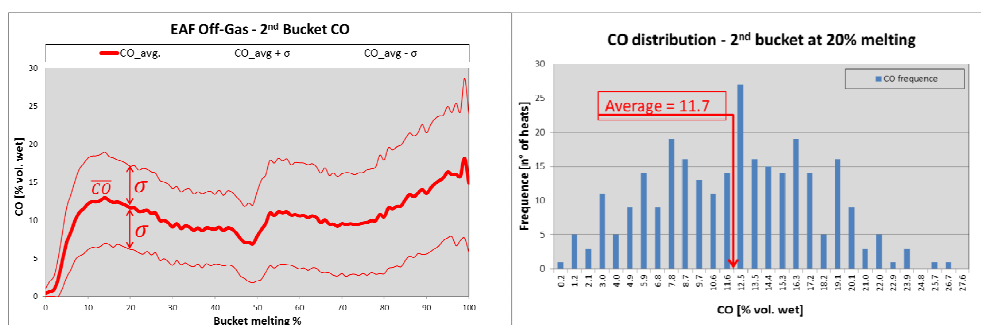 EAF Off-Gas - 2nd Bucket CO
CO_avg. CO_avg + σ CO_avg - σ
CO [% vol. wet]
30
25
20
15
10
5
0
CO
σ
σ
0 10 20 30 40 50 60 70 80 90 100
Bucket melting %
CO distribution - 2nd bucket at 20% melting
CO frequence
Average = 11.7
Frequence [n° of heats]
30
25
20
15
10
5
0
0.2 1.2 2.1 3.0 4.0 4.9 5.9 6.8 7.8 8.7 9.7 10.6 11.6 12.5 13.5 14.4 15.4 16.3 17.2 18.2 19.1 20.1 21.0 22.0 22.9 23.9 24.8 25.7 26.7 27.6
CO [% vol. wet]